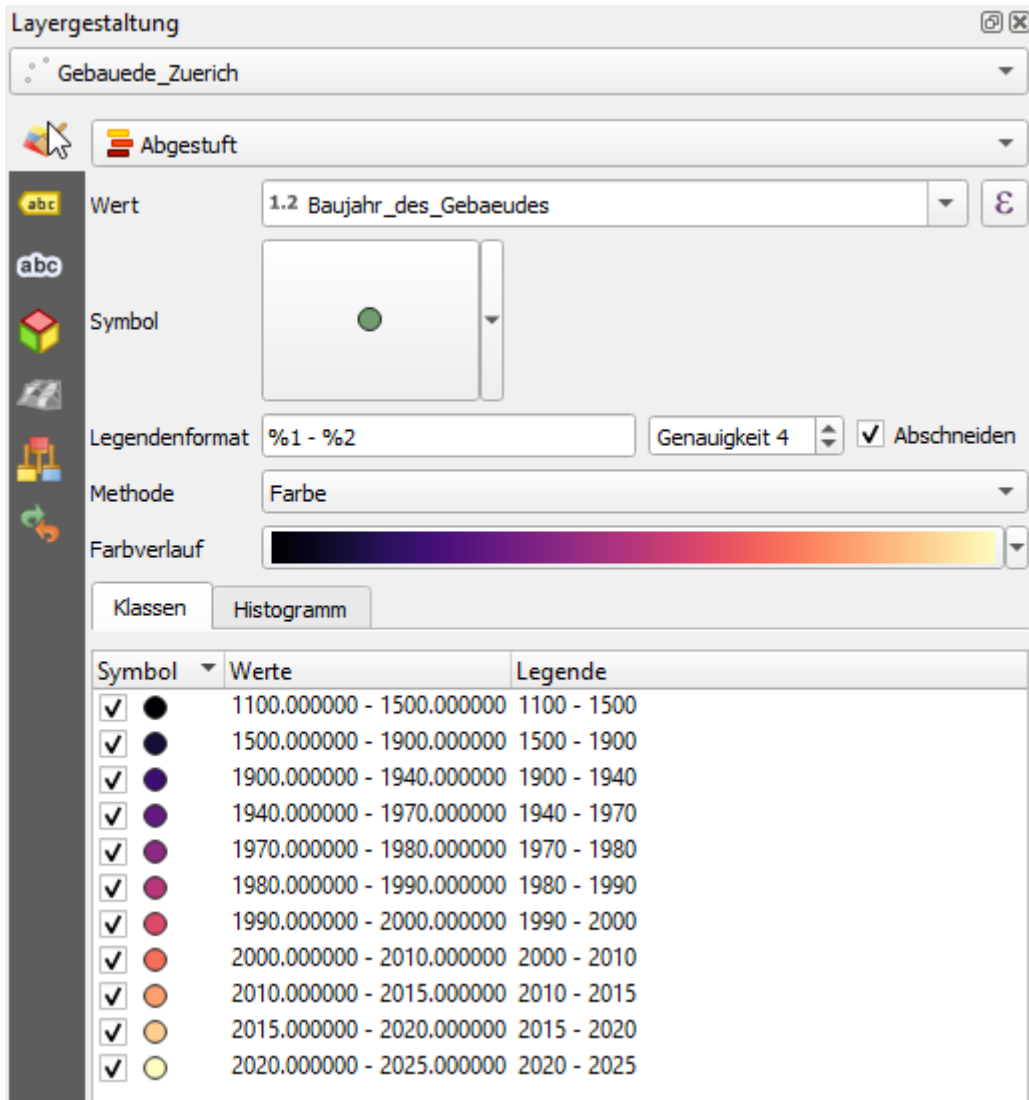 Layergestaltung
Gebauede_Zuerich
Abgestuft
abc
Wert
1.2 Baujahr_des_Gebaeudes
ε
abc
Symbol
Legendenformat %1 - %2 Genauigkeit 4 Abschneiden
Methode Farbe
Farbverlauf
Klassen Histogramm
Symbol Werte Legende
1100.000000 - 1500.000000 1100 - 1500
1500.000000 - 1900.000000 1500 - 1900
1900.000000 - 1940.000000 1900 - 1940
1940.000000 - 1970.000000 1940 - 1970
1970.000000 - 1980.000000 1970 - 1980
1980.000000 - 1990.000000 1980 - 1990
1990.000000 - 2000.000000 1990 - 2000
2000.000000 - 2010.000000 2000 - 2010
2010.000000 - 2015.000000 2010 - 2015
2015.000000 - 2020.000000 2015 - 2020
2020.000000 - 2025.000000 2020 - 2025